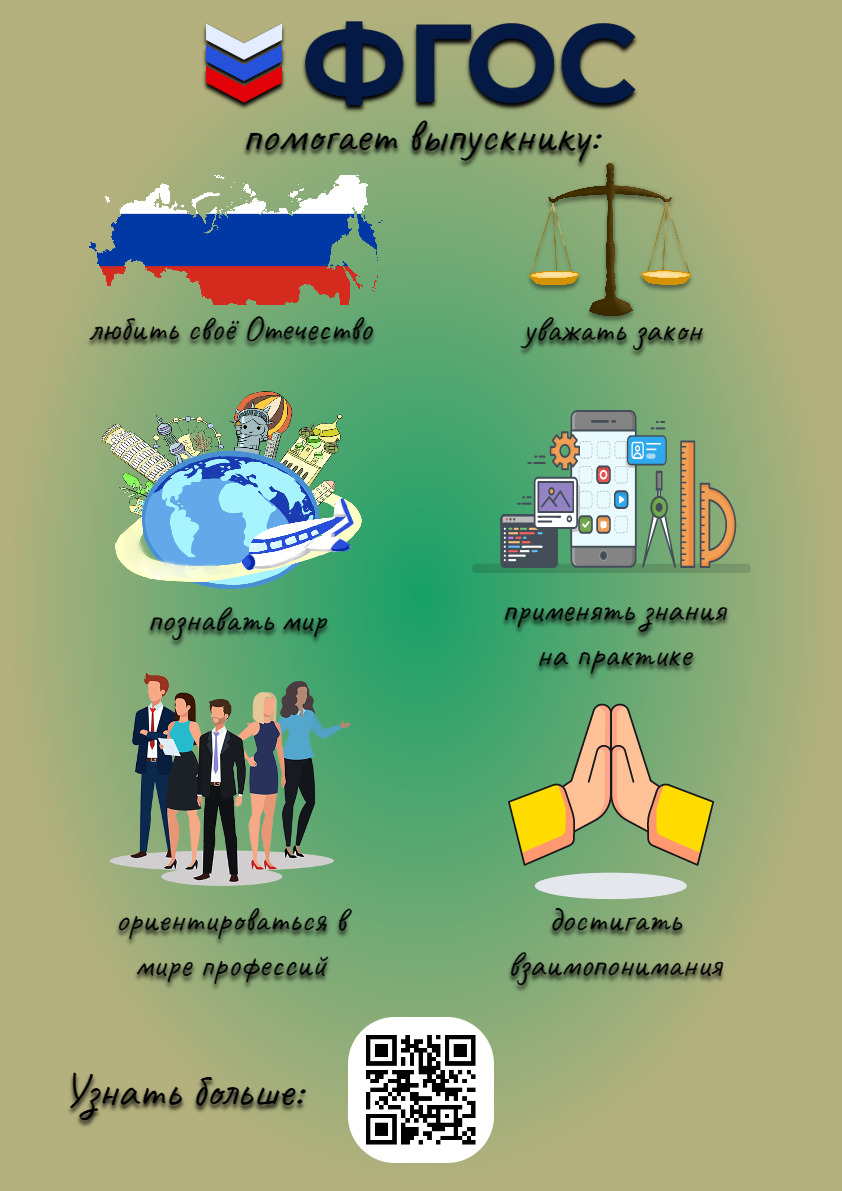 ФГОС
помогает выпускнику:
любить своё Отечество
уважать закон
познавать мир
применять знания
на практике
ориентироваться в
мире профессий
достигать
взаимопонимания
Узнать больше: